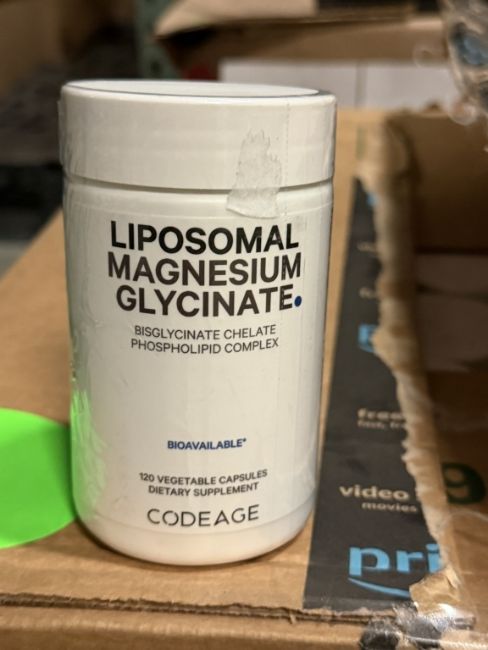 LIPOSOMAL
MAGNESIUM
GLYCINATE.
BISGLYCINATE CHELATE
PHOSPHOLIPID COMPLEX
BIOAVAILABLE*
120 VEGETABLE CAPSULES
DIETARY SUPPLEMENT
CODEAGE
video
movies
pri